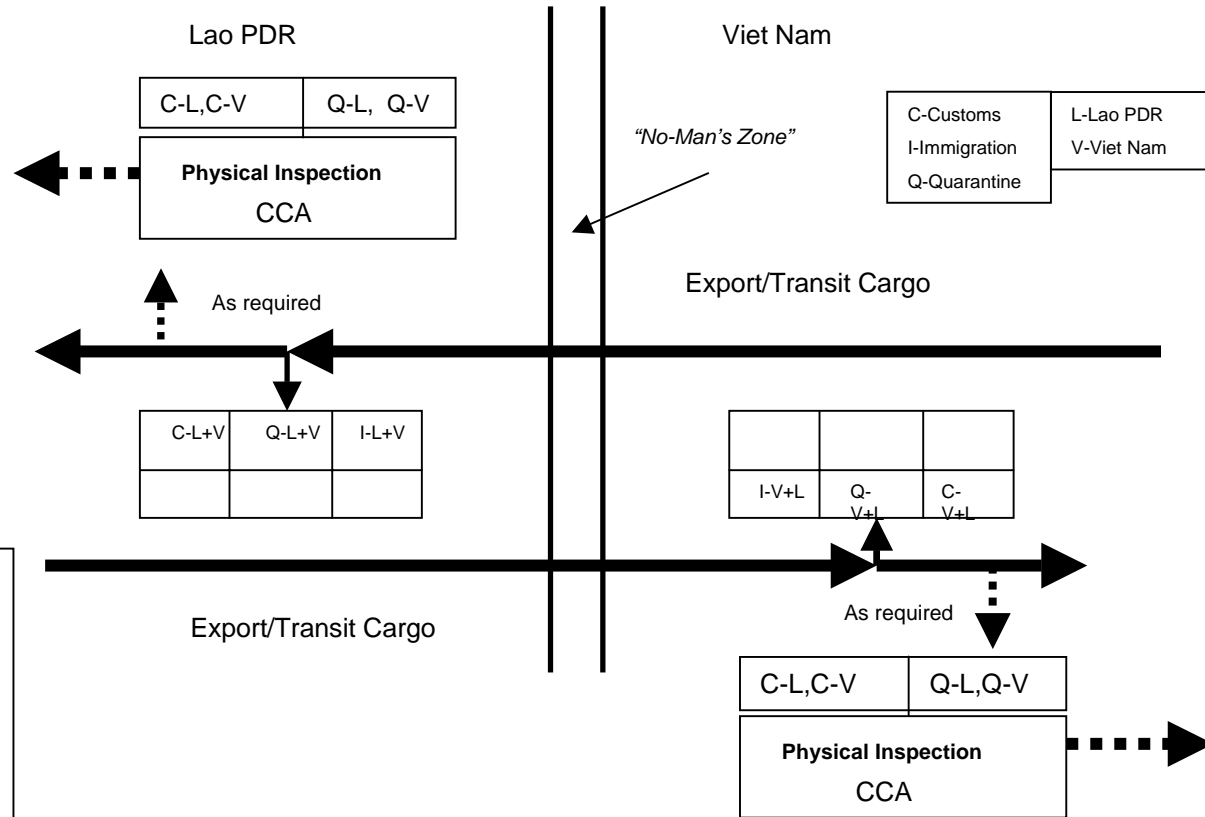 Lao PDR
Viet Nam
C-L,C-V
Q-L, Q-V
Physical Inspection
CCA
"No-Man's Zone"
C-Customs
I-Immigration
Q-Quarantine
L-Lao PDR
V-Viet Nam
Export/Transit Cargo
As required
C-L+V
Q-L+V
I-L+V
I-V+L
Q-
V+L
C-
V+L
Export/Transit Cargo
As required
C-L,C-V
Q-L,Q-V
Physical Inspection
CCA